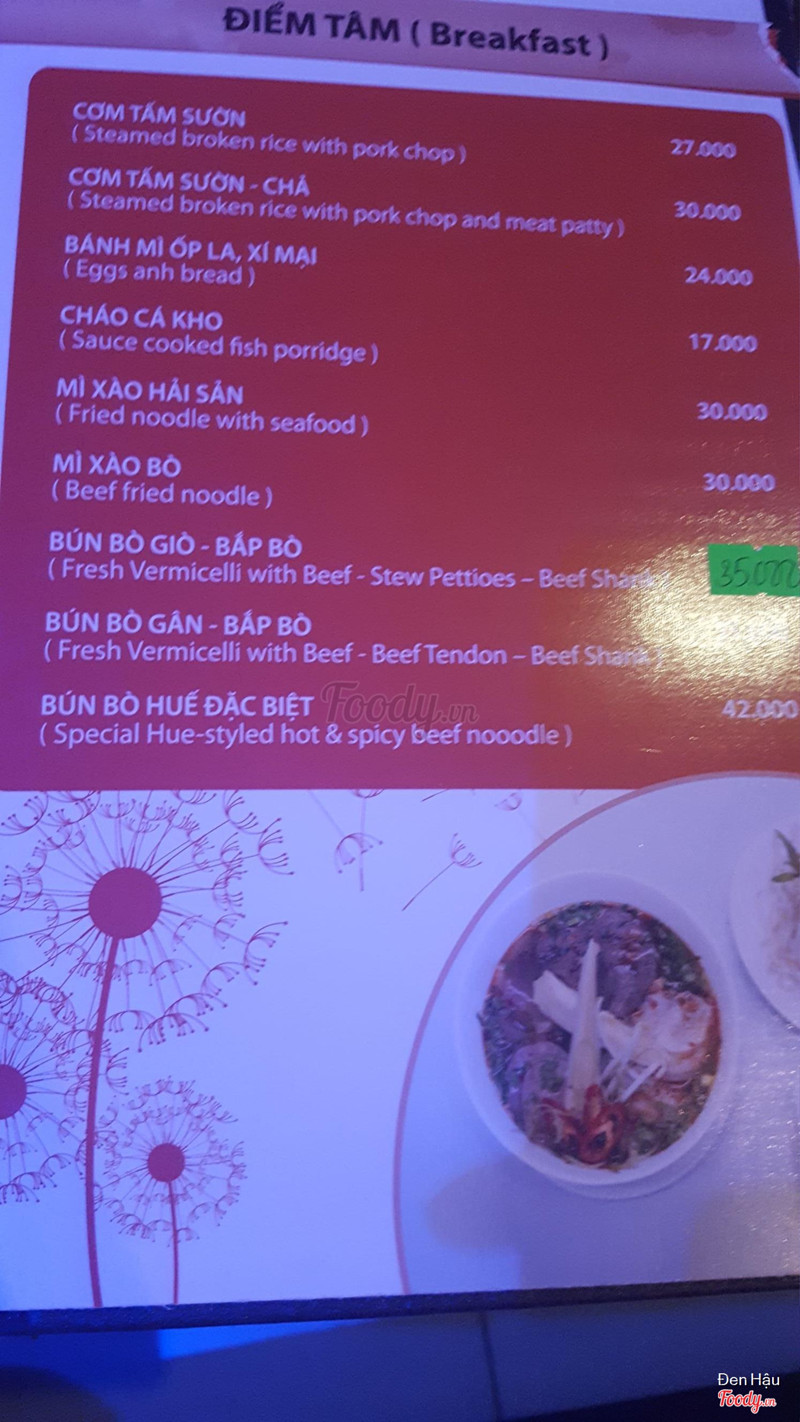 ĐIỂM TÂM ( Breakfast )
CƠM TẤM SƯỜN
( Steamed broken rice with pork chop )
27.000
CƠM TẤM SƯỜN - CHẢ
( Steamed broken rice with pork chop and meat patty )
30.000
BÁNH MÌ ỐP LA, XÍ MẠI
( Eggs anh bread )
24.000
CHÁO CÁ KHO
( Sauce cooked fish porridge )
17.000
MÌ XÀO HẢI SẢN
( Fried noodle with seafood )
30.000
MÌ XÀO BÒ
( Beef fried noodle )
30.000
BÚN BÒ GIÒ - BẮP BÒ
( Fresh Vermicelli with Beef - Stew Pettioes – Beef Shank )
35.000
BÚN BÒ GÂN - BẮP BÒ
( Fresh Vermicelli with Beef - Beef Tendon – Beef Shank )
BÚN BÒ HUẾ ĐẶC BIỆT
( Special Hue-styled hot & spicy beef nooodle )
42.000
Foody.vn
Đen Hậu
Foody.vn